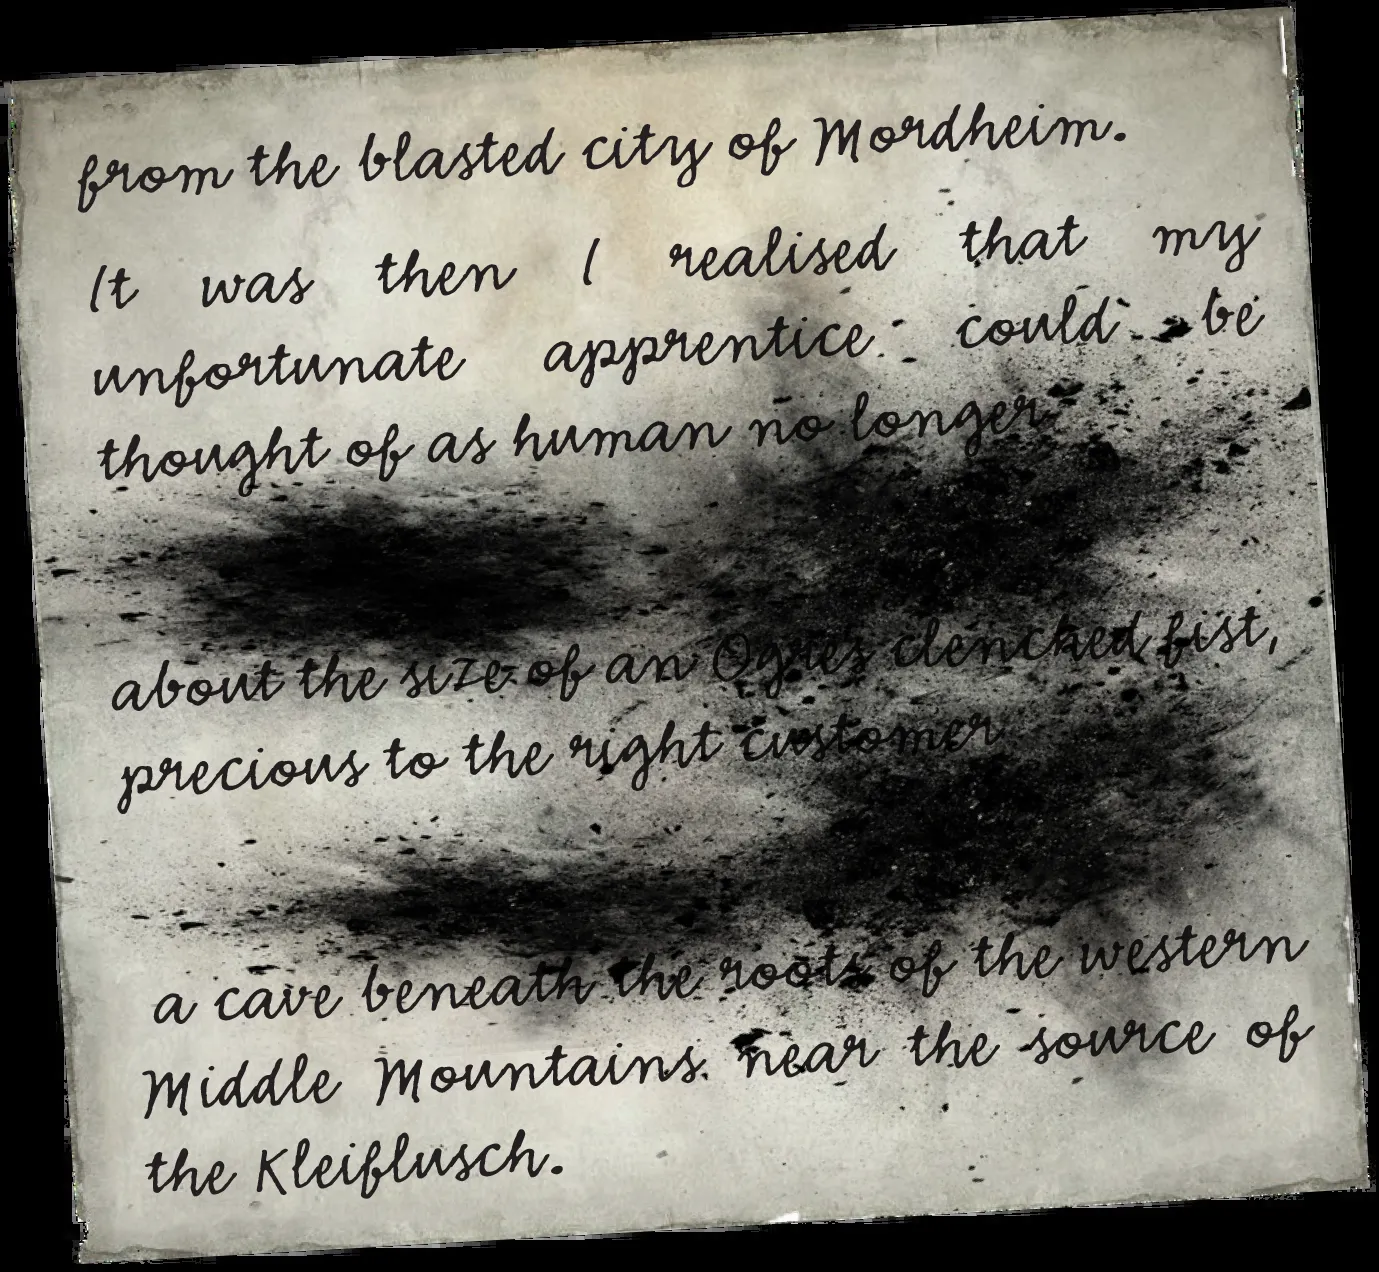 from the blasted city of Mordheim.
It was then I realised that my
unfortunate apprentice could be
thought of as human no longer
about the size of an Ogres clenched fist,
precious to the right customer
a cave beneath the roots of the western
Middle Mountains near the source of
the Kleiflusch.